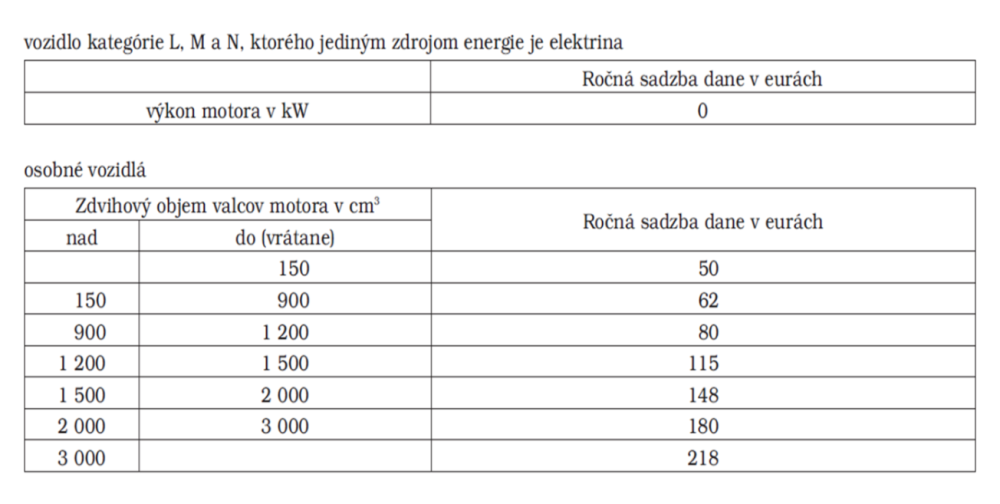 vozidlo kategórie L, M a N, ktorého jediným zdrojom energie je elektrina
Ročná sadzba dane v eurách
výkon motora v kW 0
osobné vozidlá
Zdvihový objem valcov motora v cm³
Ročná sadzba dane v eurách
nad do (vrátane)
150 50
150 900 62
900 1 200 80
1 200 1 500 115
1 500 2 000 148
2 000 3 000 180
3 000 218